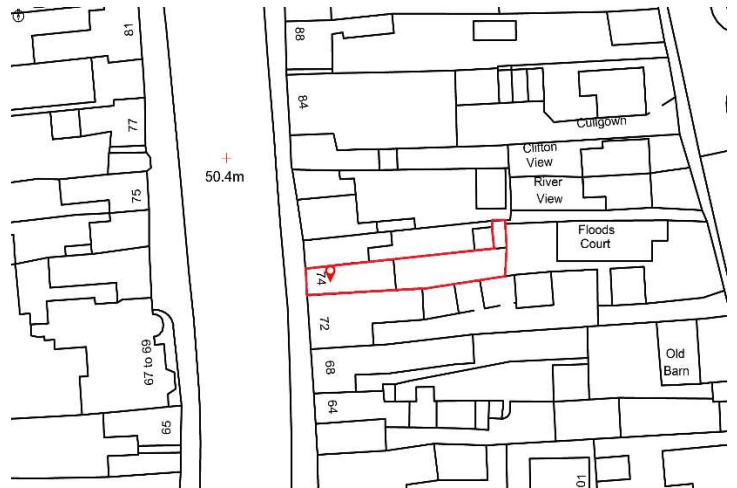 81
88
84
77
Cullgown
Clifton
View
50.4m
75
River
View
Floods
Court
74
72
67 to 69
68
Old
Barn
64
65